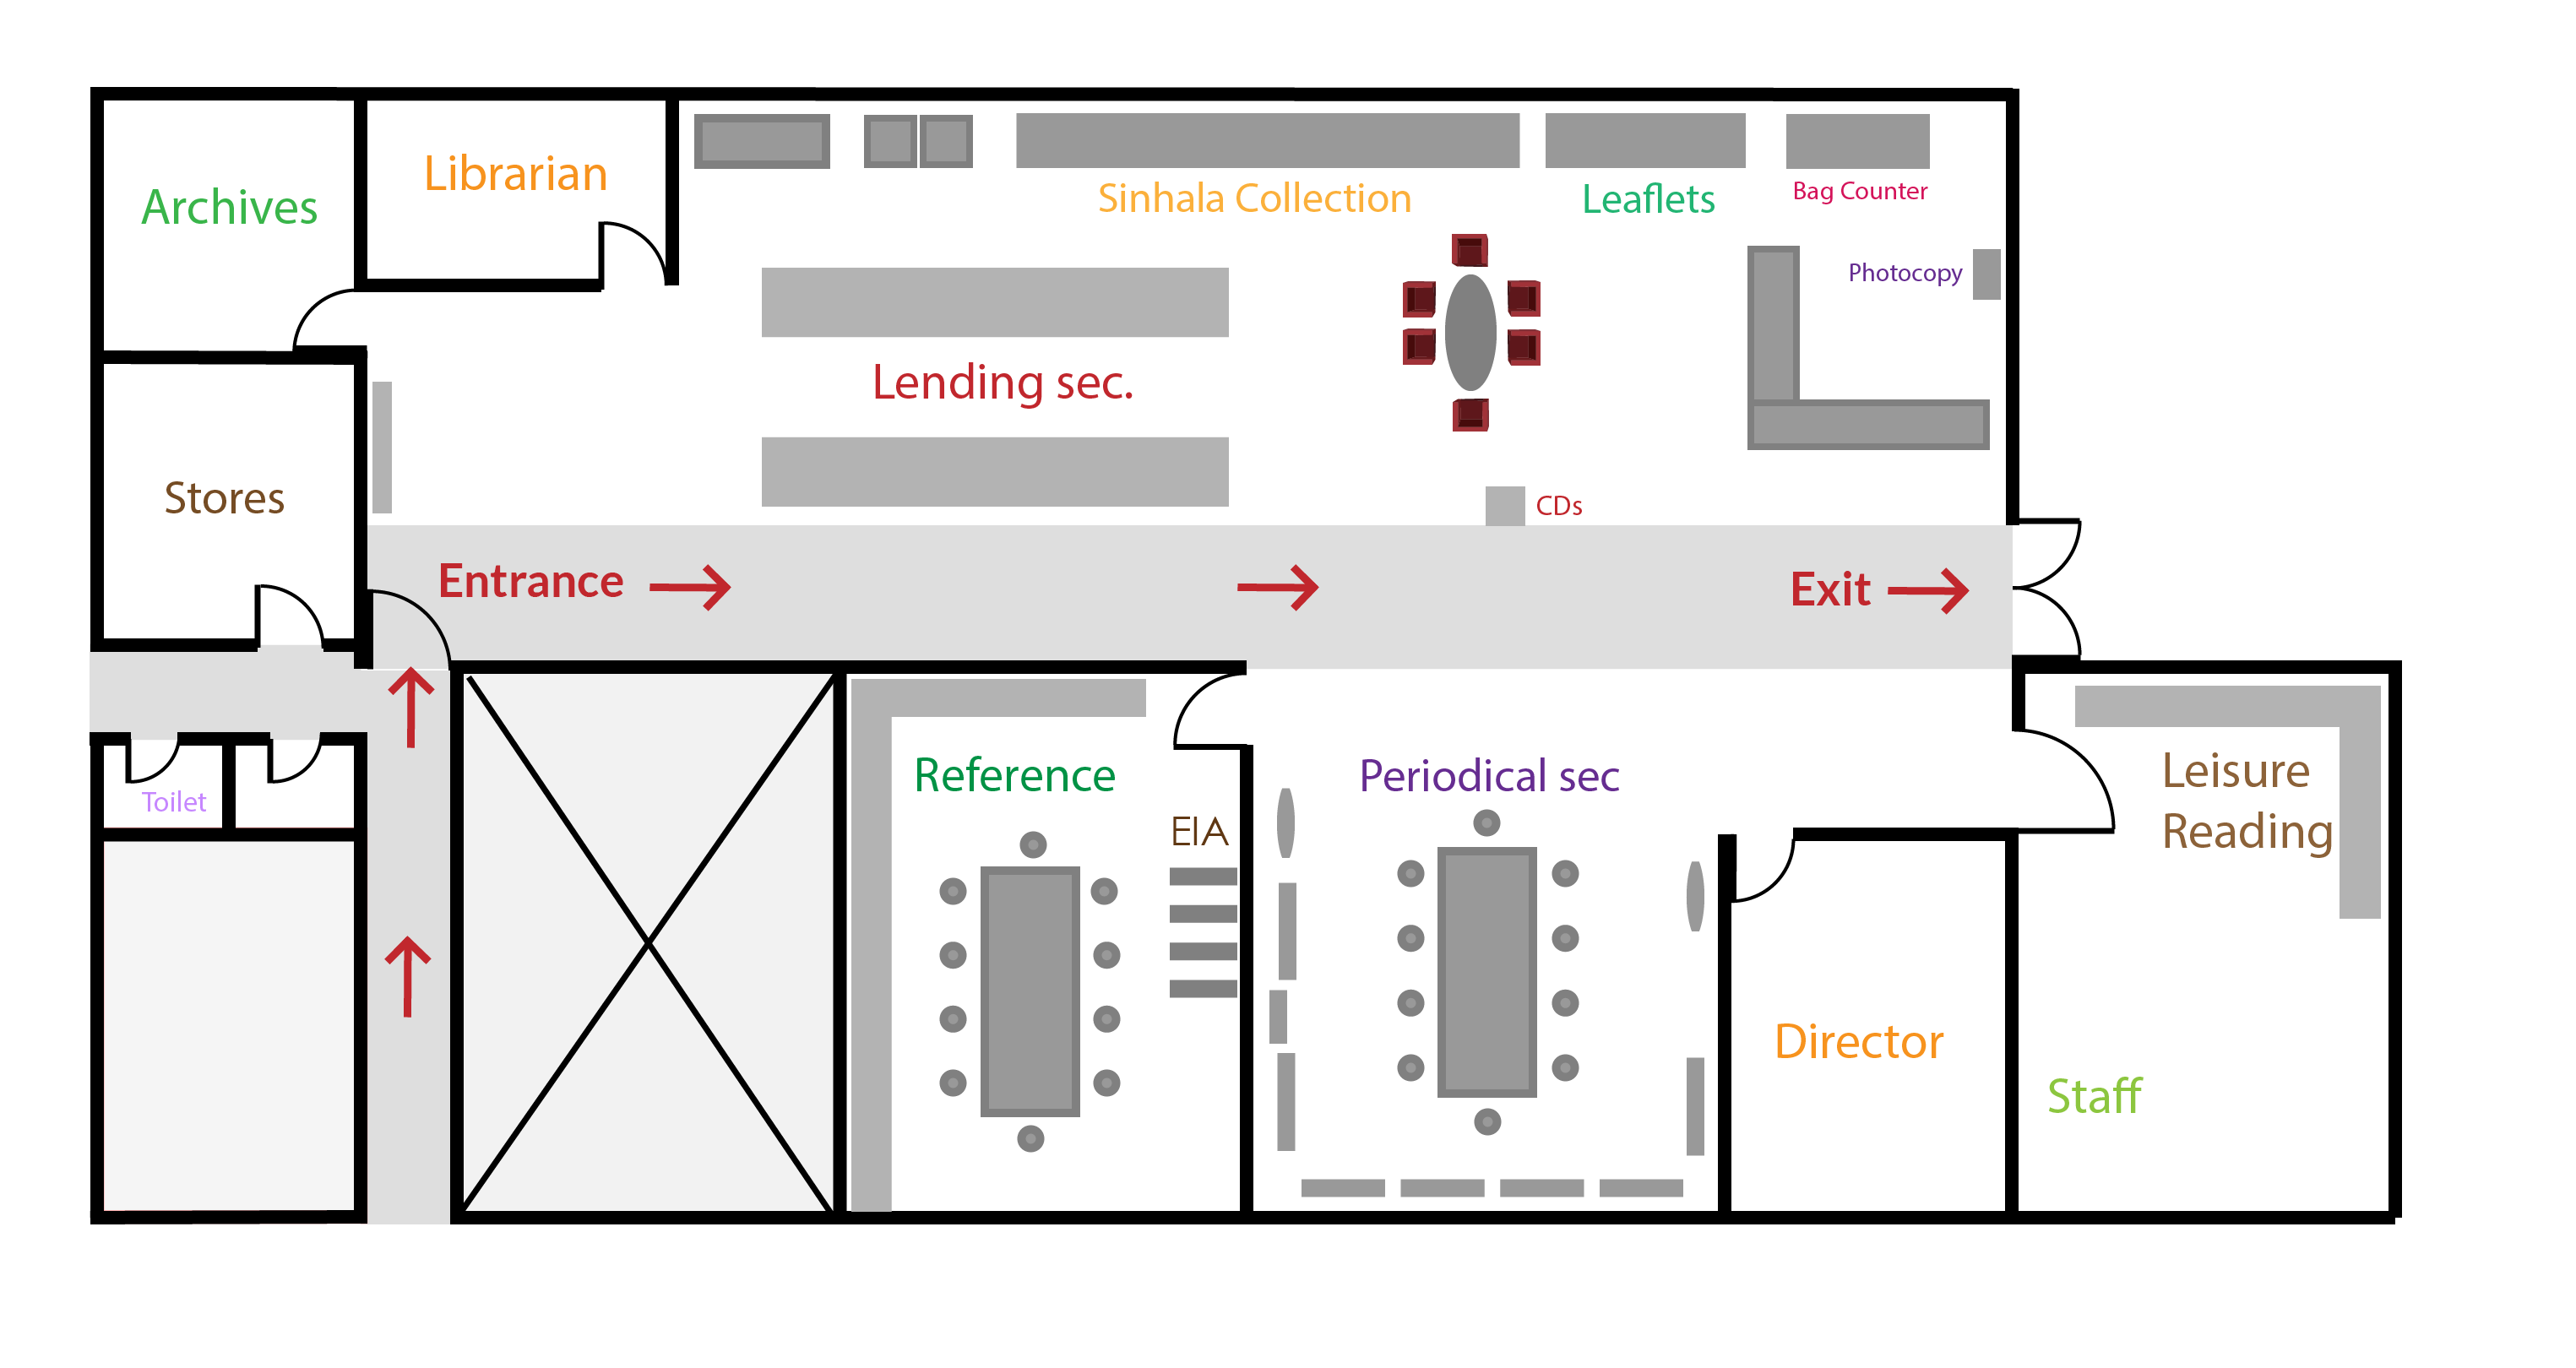 Archives
Librarian
Sinhala Collection
Leaflets
Bag Counter
Photocopy
Lending sec.
Stores
CDs
Entrance
Exit
Toilet
Reference
EIA
Periodical sec
Leisure
Reading
Director
Staff